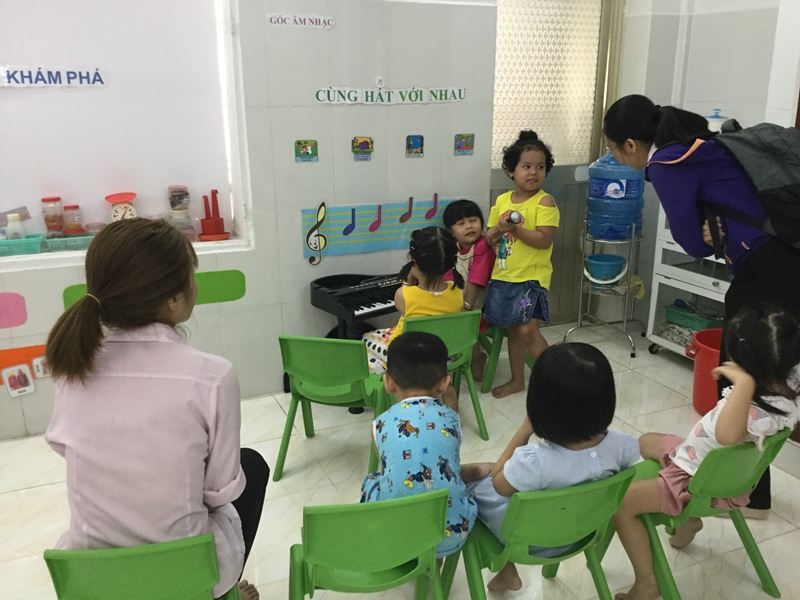 GÓC ÂM NHẠC
KHÁM PHÁ
CÙNG HÁT VỚI NHAU